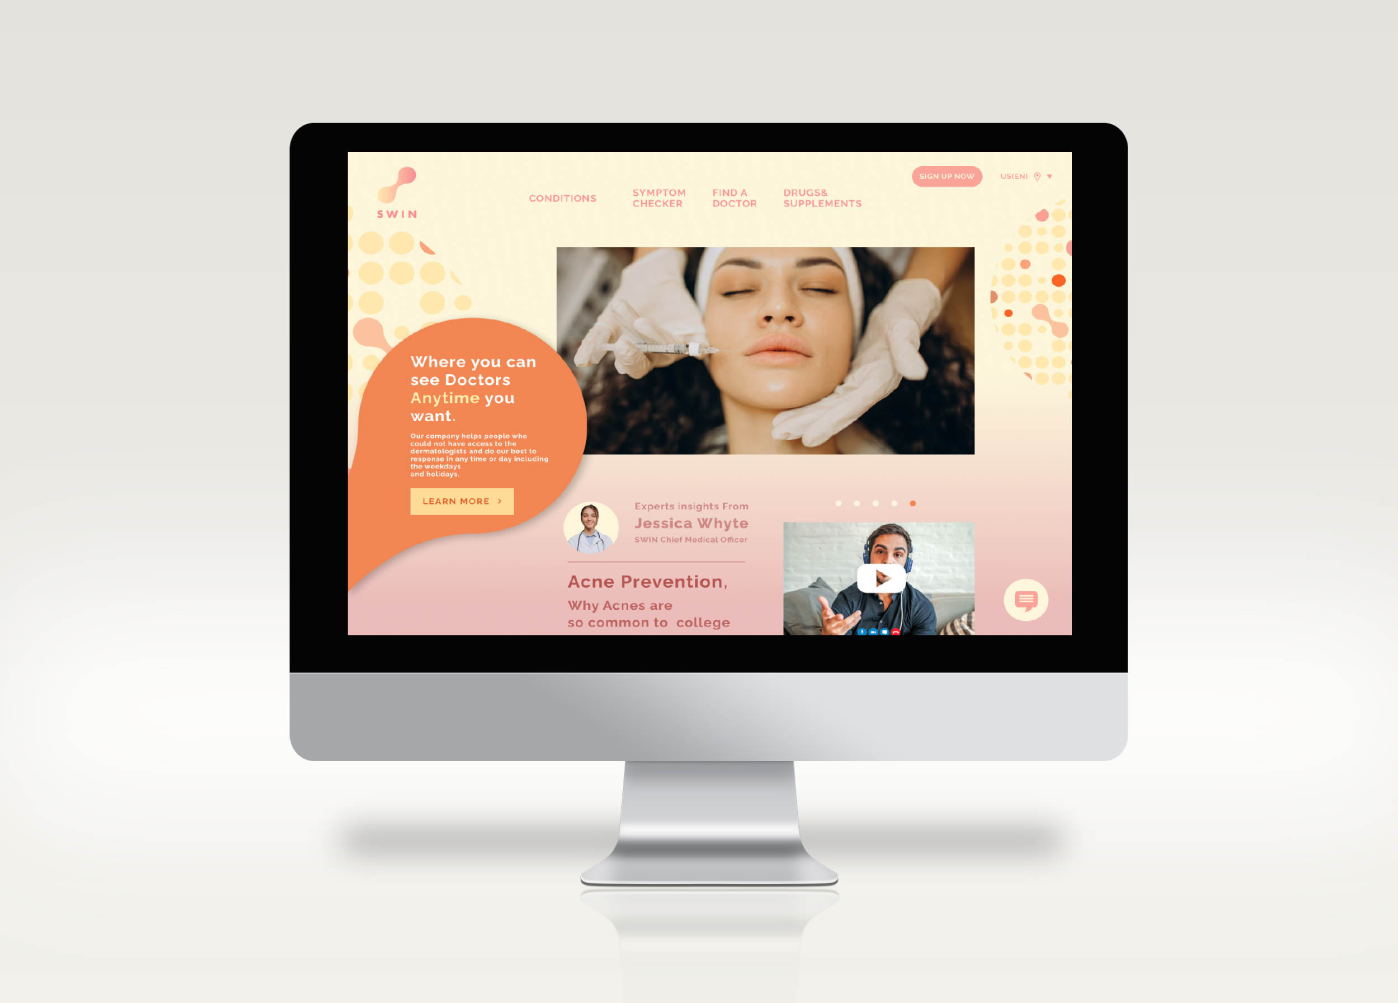 SWIN
CONDITIONS
SYMPTOM
CHECKER
FIND A
DOCTOR
DRUGS&
SUPPLEMENTS
SIGN UP NOW
US|EN|
Where you can
see Doctors
Anytime you
want.
Our company helps people who
could not have access to the
dermatologists and do our best to
response in any time or day including
the weekdays
and holidays.
LEARN MORE >
Experts insights From
Jessica Whyte
SWIN Chief Medical Officer
Acne Prevention,
Why Acnes are
so common to college